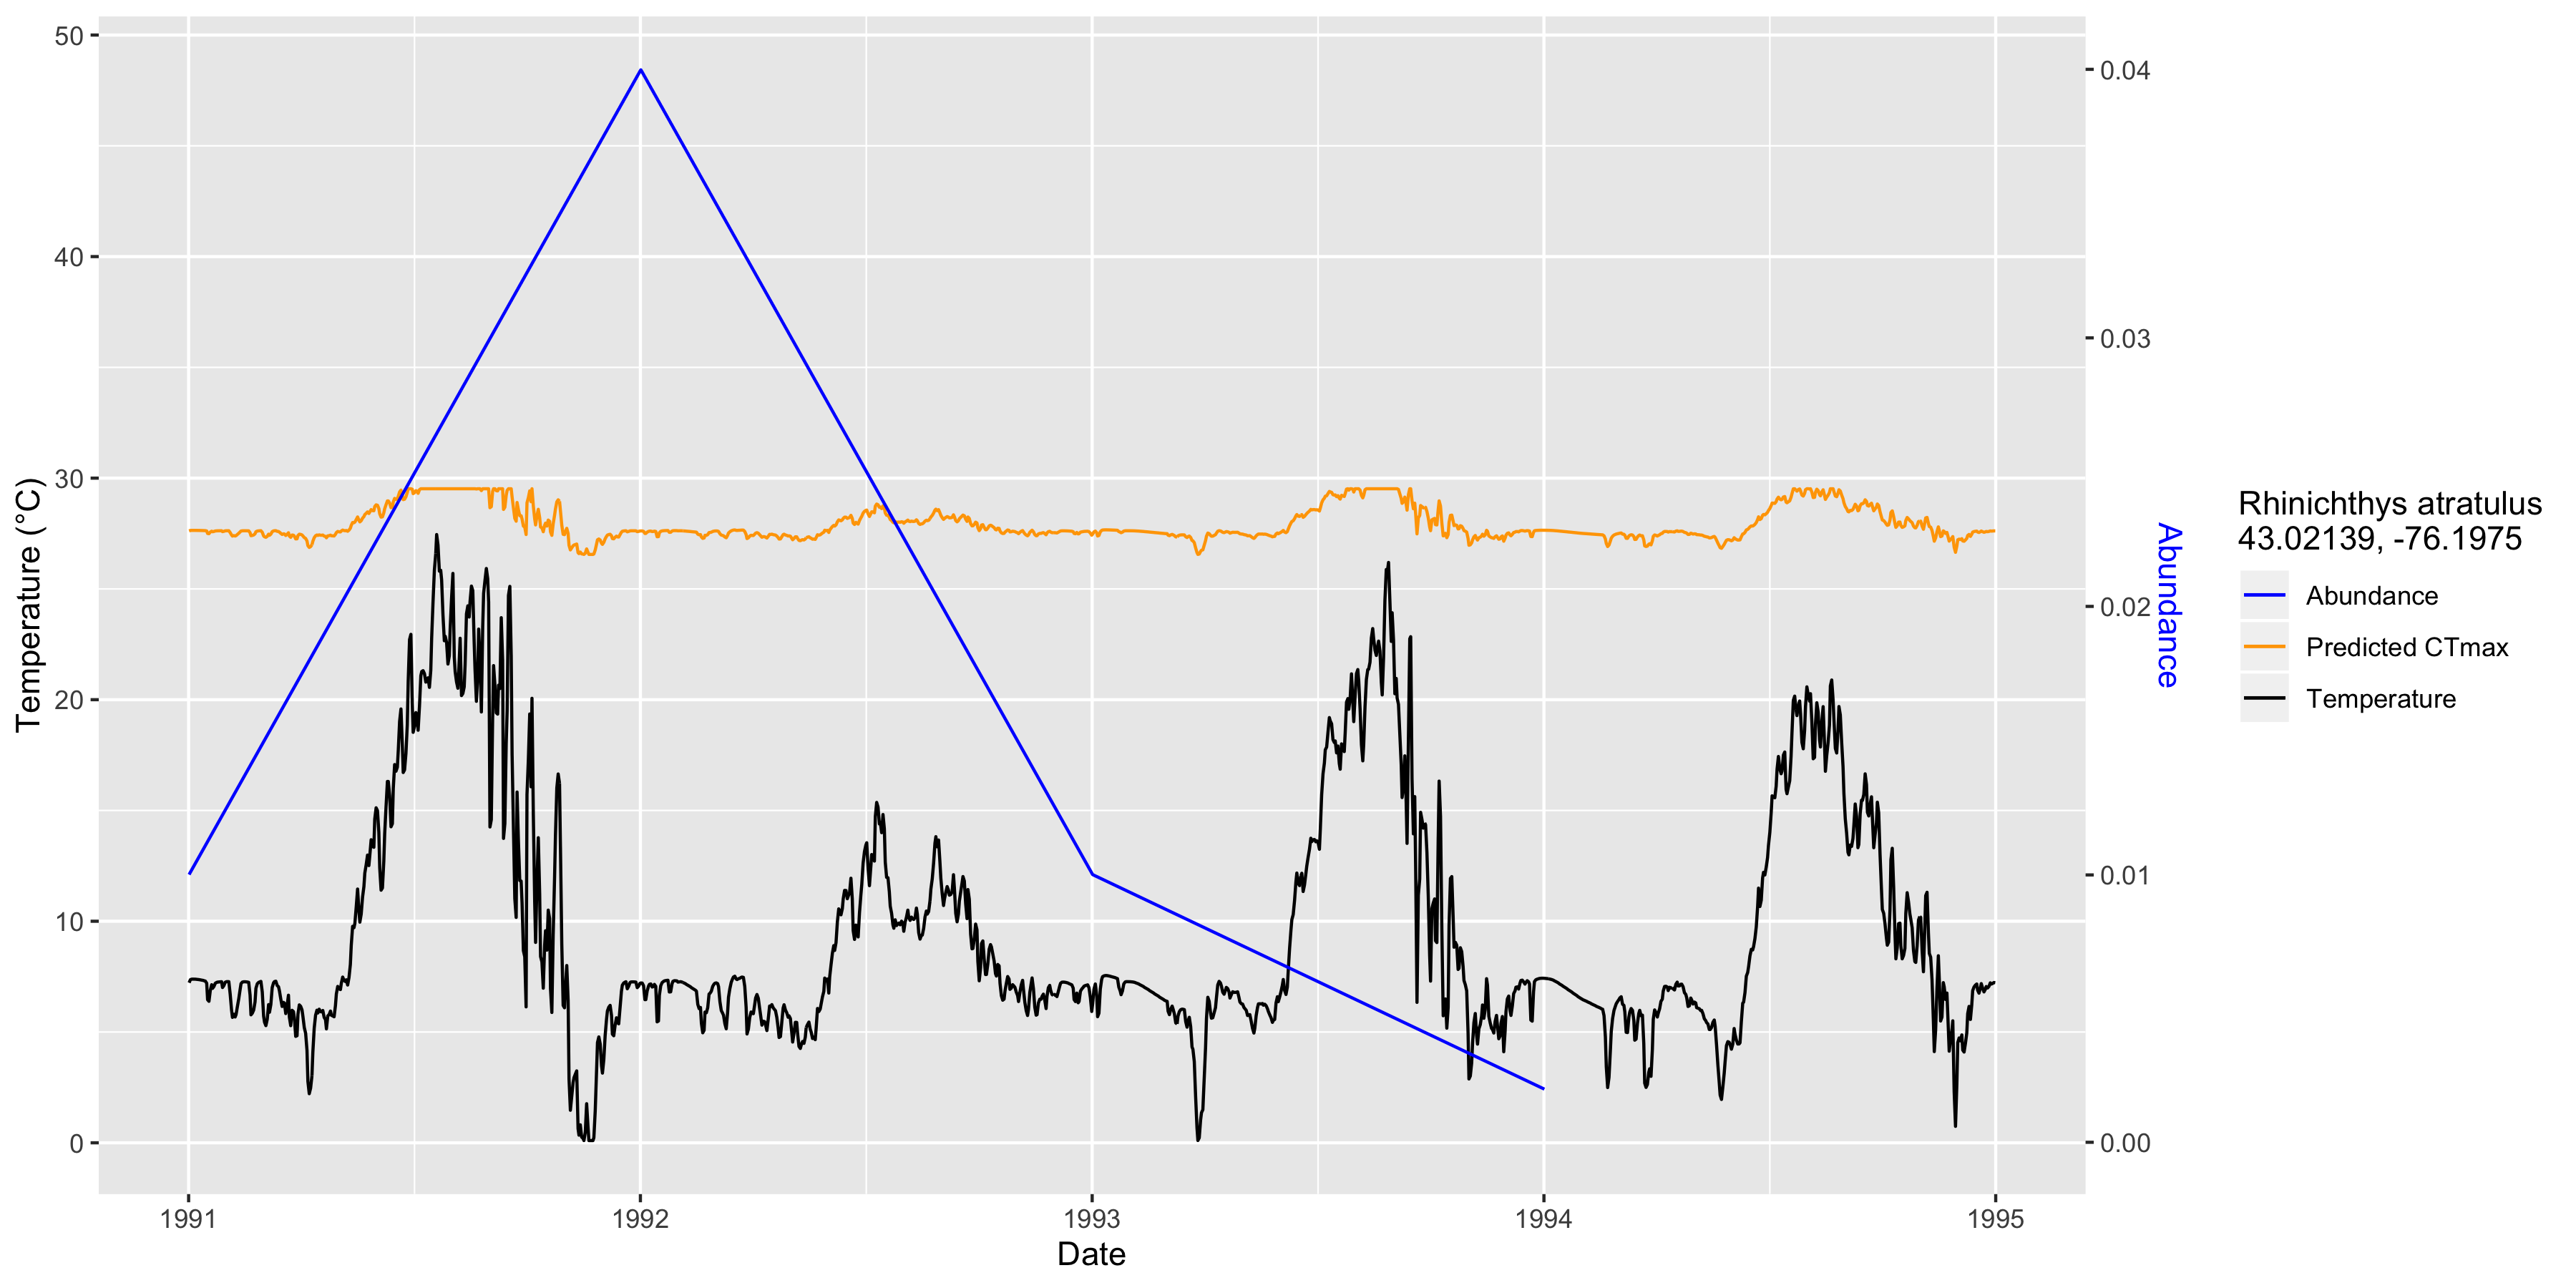 50
40
30
20
10
0
Temperature (°C)
1991
1992
1993
1994
1995
Date
0.04
0.03
0.02
0.01
0.00
Abundance
Rhinichthys atratulus
43.02139, -76.1975
Abundance
Predicted CTmax
Temperature